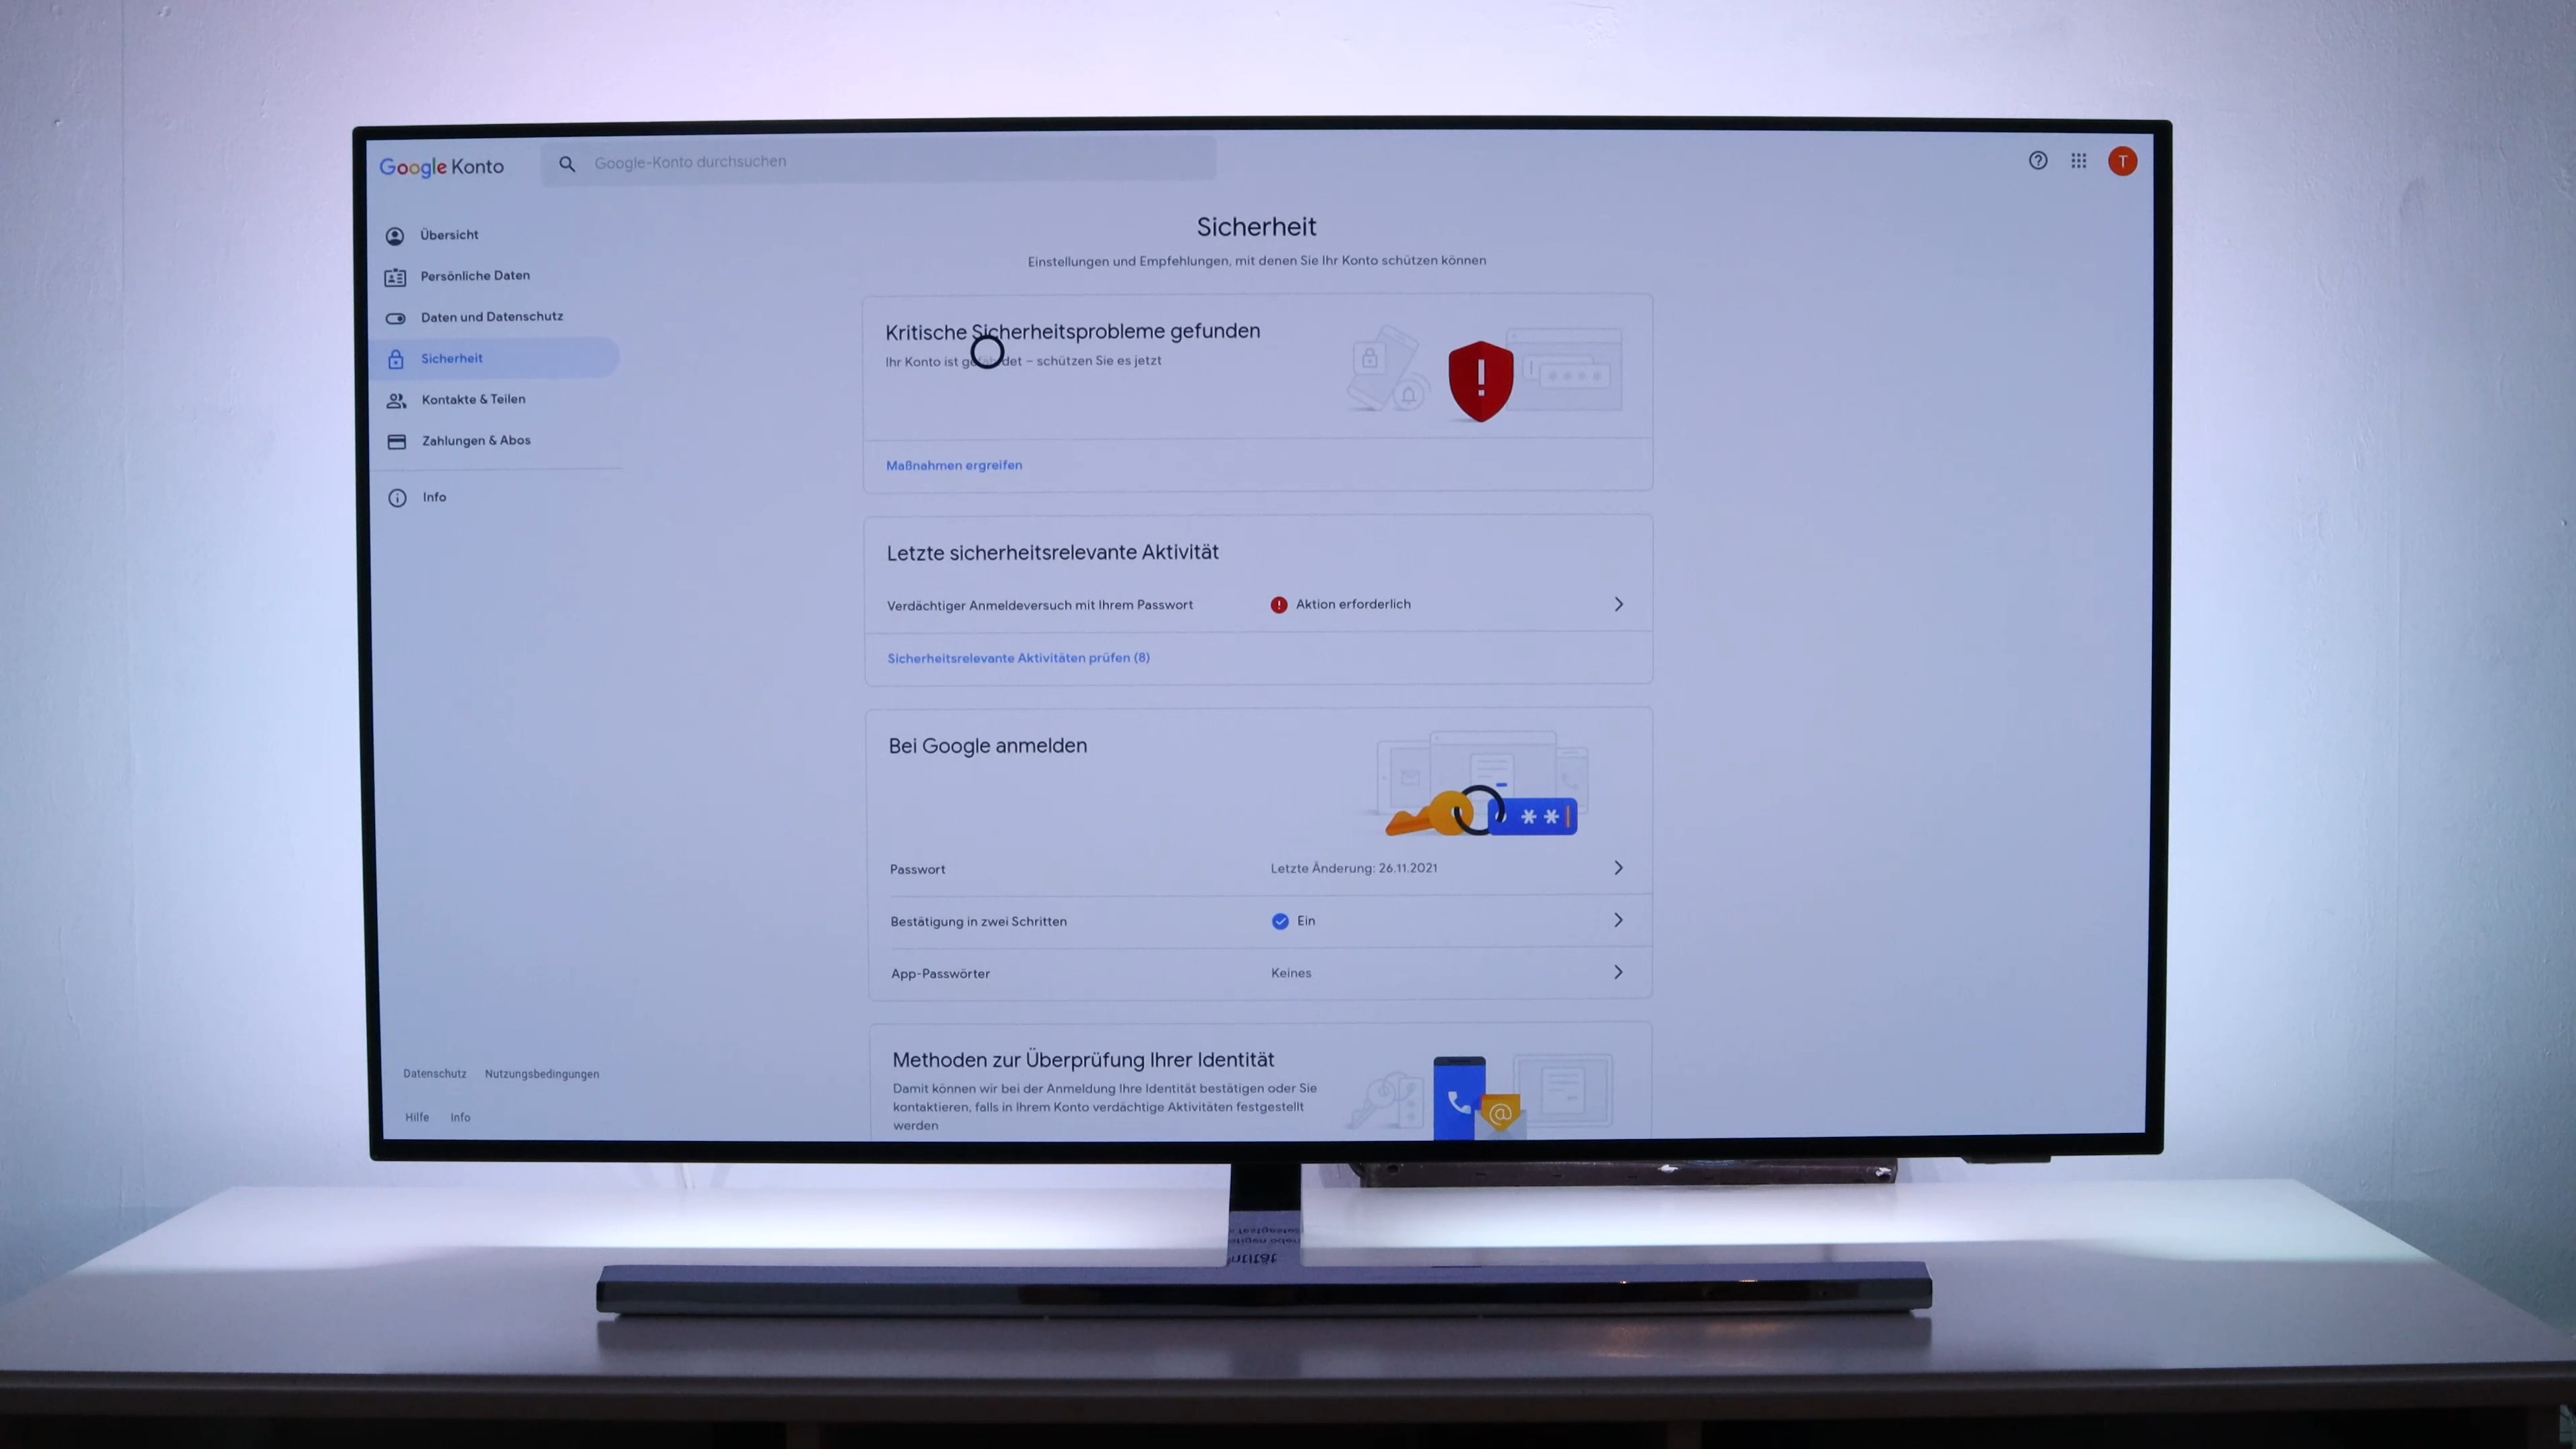 Google Konto
Google-Konto durchsuchen
T
Übersicht
Persönliche Daten
Daten und Datenschutz
Sicherheit
Kontakte & Teilen
Zahlungen & Abos
Info
Datenschutz Nutzungsbedingungen
Hilfe Info
Sicherheit
Einstellungen und Empfehlungen, mit denen Sie Ihr Konto schützen können
Kritische Sicherheitsprobleme gefunden
Ihr Konto ist gefährdet – schützen Sie es jetzt
Maßnahmen ergreifen
Letzte sicherheitsrelevante Aktivität
Verdächtiger Anmeldeversuch mit Ihrem Passwort Aktion erforderlich
Sicherheitsrelevante Aktivitäten prüfen (8)
Bei Google anmelden
Passwort Letzte Änderung: 26.11.2021
Bestätigung in zwei Schritten Ein
App-Passwörter Keines
Methoden zur Überprüfung Ihrer Identität
Damit können wir bei der Anmeldung Ihre Identität bestätigen oder Sie
kontaktieren, falls in Ihrem Konto verdächtige Aktivitäten festgestellt
werden